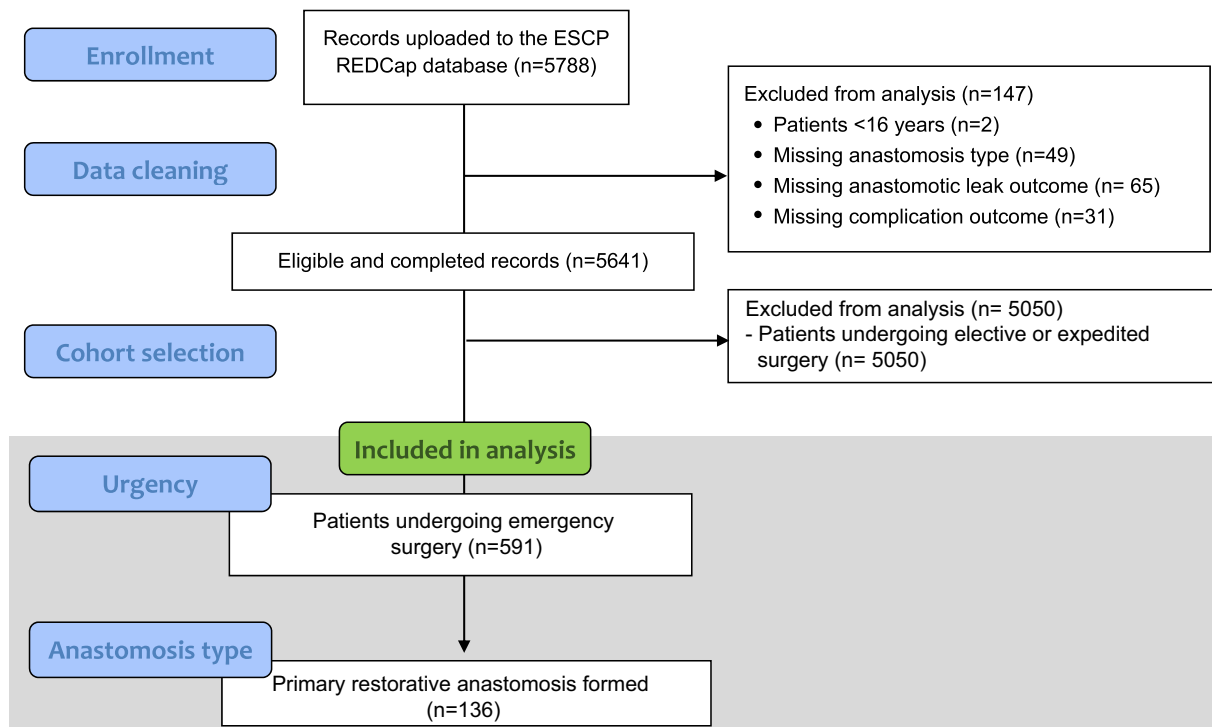 Enrollment
Records uploaded to the ESCP
REDCap database (n=5788)
Data cleaning
Excluded from analysis (n=147)
• Patients <16 years (n=2)
• Missing anastomosis type (n=49)
• Missing anastomotic leak outcome (n= 65)
• Missing complication outcome (n=31)
Eligible and completed records (n=5641)
Cohort selection
Excluded from analysis (n= 5050)
- Patients undergoing elective or expedited
surgery (n= 5050)
Included in analysis
Urgency
Patients undergoing emergency
surgery (n=591)
Anastomosis type
Primary restorative anastomosis formed
(n=136)